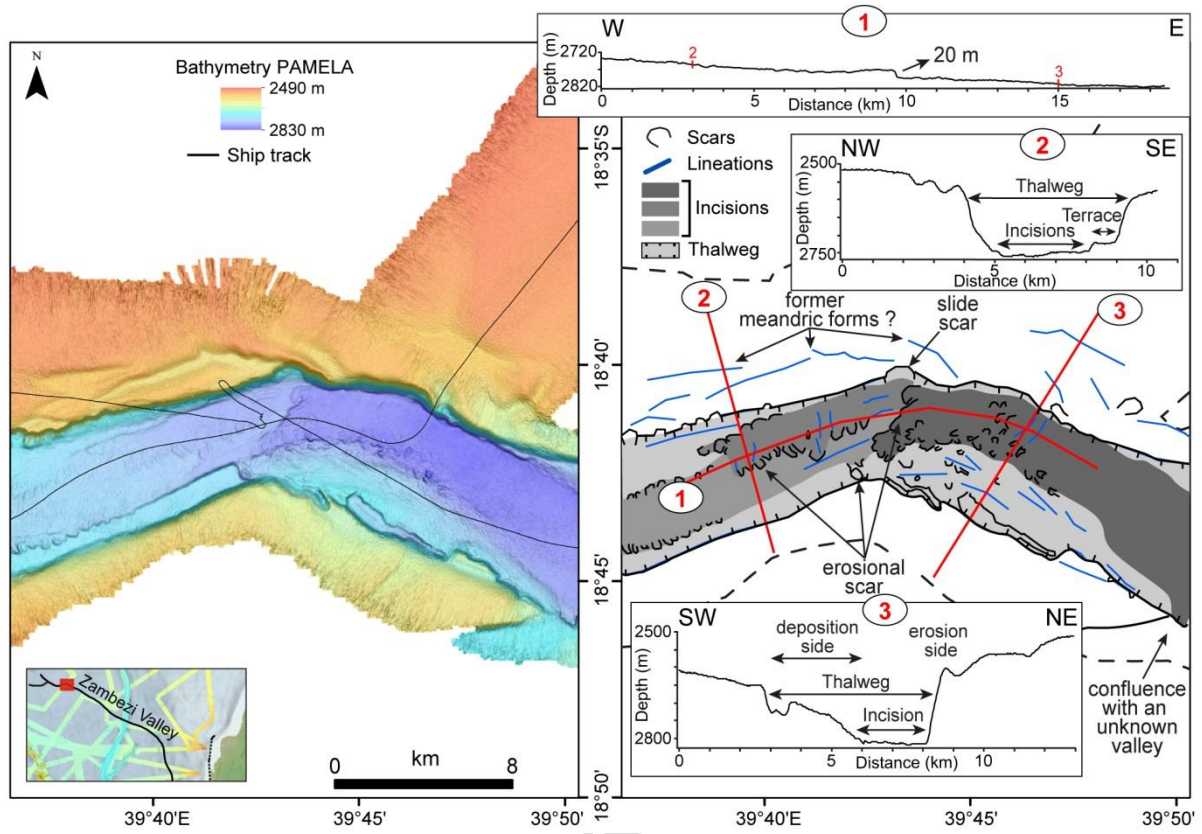 N
Bathymetry PAMELA
2490 m
2830 m
Ship track
Zambezi Valley
km
0 8
39°40'E 39°45'E 39°50'E
18°35'S
18°40'
18°45'
18°50'
1
W E
Depth (m)
2720
2820
2
20 m
3
0 5 10 15
Distance (km)
Scars
Lineations
Incisions
Thalweg
2
NW SE
Depth (m)
2500
2750
Thalweg
Incisions
Terrace
0 5 10
Distance (km)
2
former
meandric forms ?
slide
scar
3
1
erosional
scar
confluence
with an
unknown
valley
3
SW NE
Depth (m)
2500
2800
deposition
side
erosion
side
Thalweg
Incision
0 5 10
Distance (km)
39°40'E 39°45'E 39°50'E